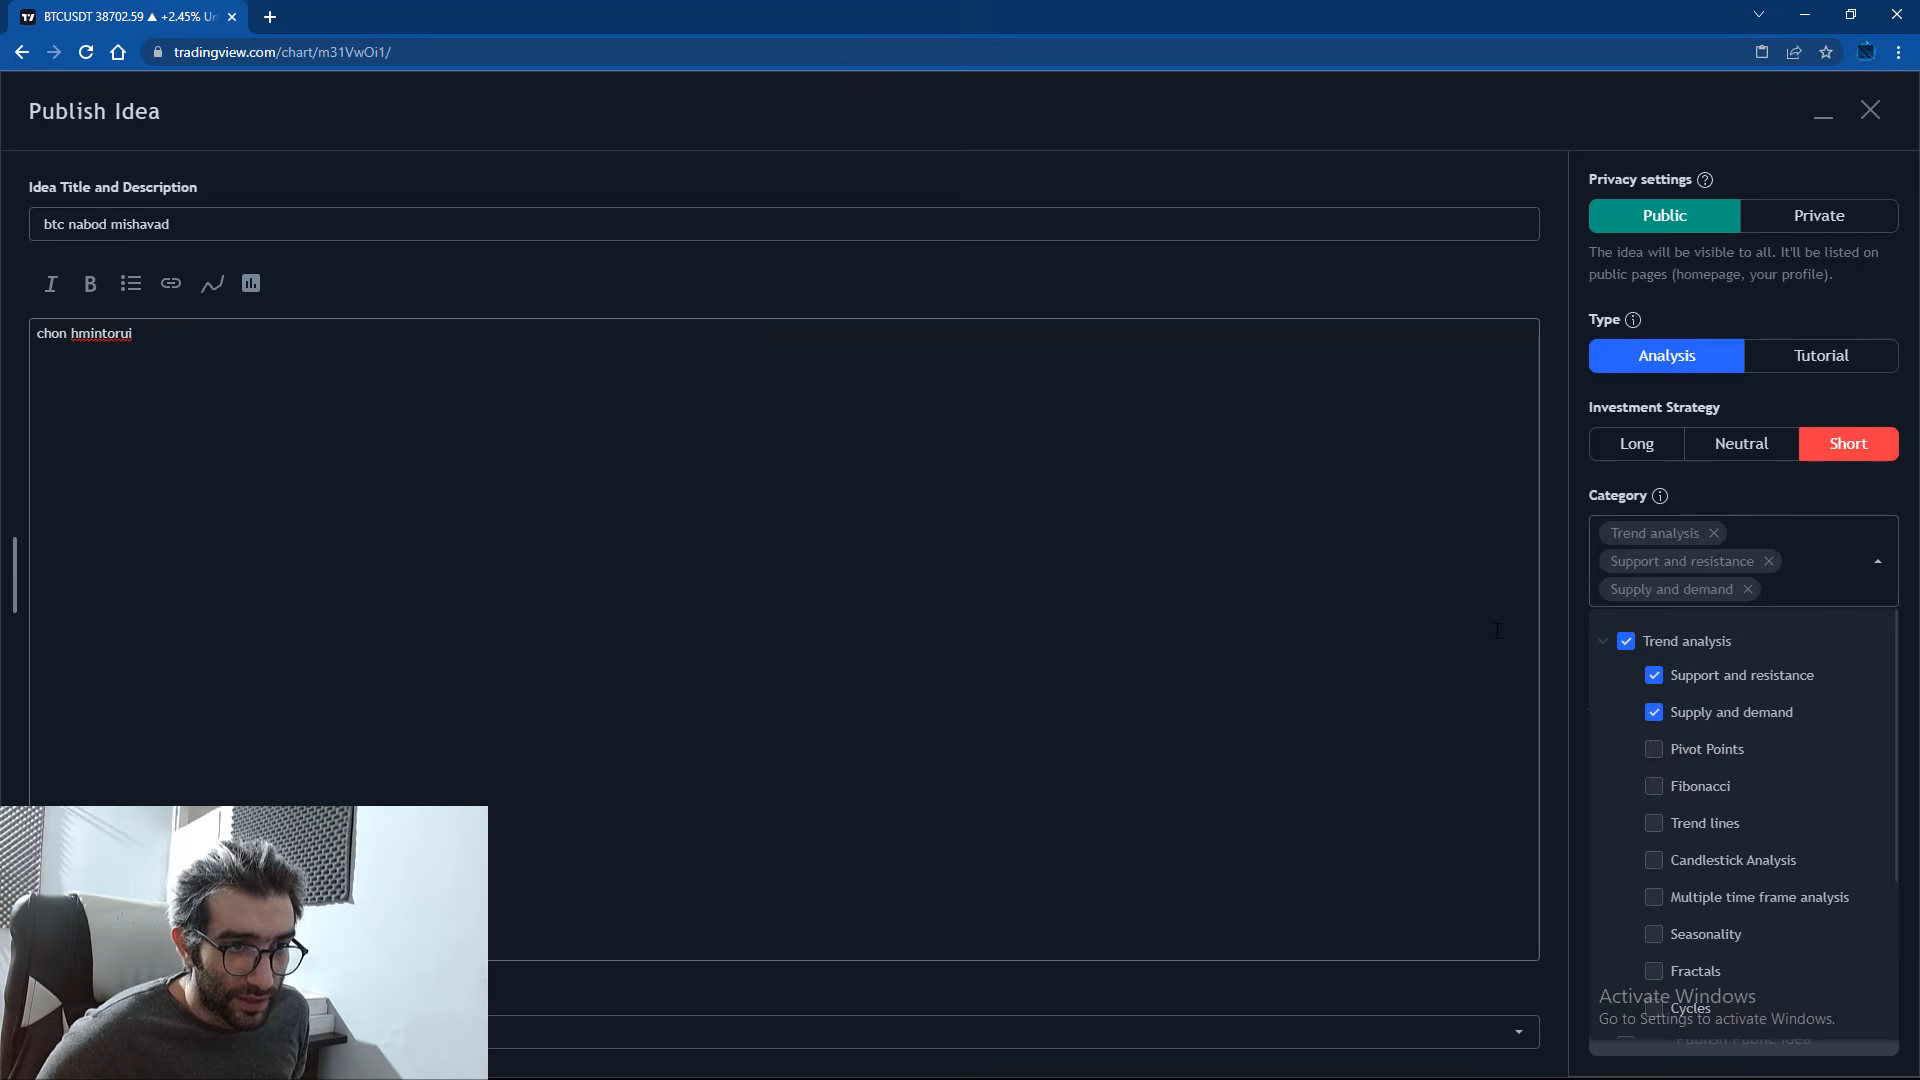 BTCUSDT 38702.59 ▲ +2.45% Un
tradingview.com/chart/m31VwOi1/
Publish Idea
Idea Title and Description
btc nabod mishavad
chon hmintorui
Privacy settings
Public
Private
The idea will be visible to all. It'll be listed on
public pages (homepage, your profile).
Type
Analysis
Tutorial
Investment Strategy
Long
Neutral
Short
Category
Trend analysis
Support and resistance
Supply and demand
Trend analysis
Support and resistance
Supply and demand
Pivot Points
Fibonacci
Trend lines
Candlestick Analysis
Multiple time frame analysis
Seasonality
Fractals
Activate Windows
Cycles
Go to Settings to activate Windows.
Publish Public Idea